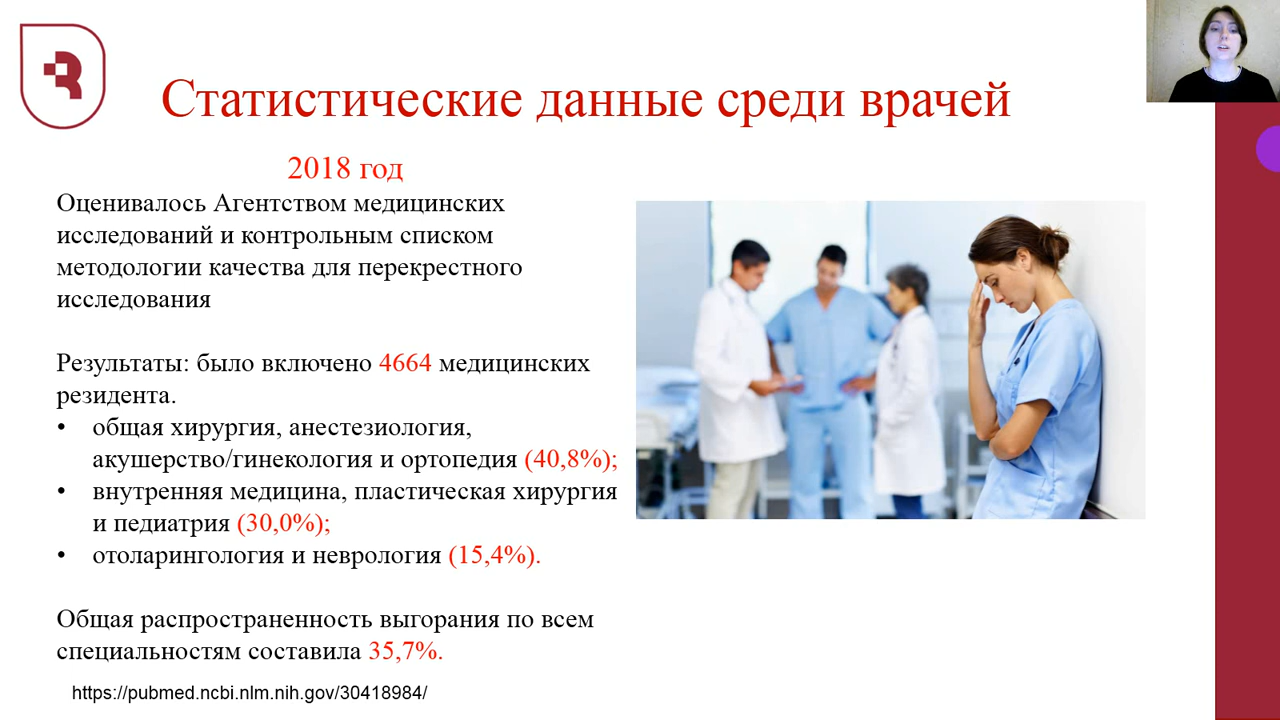 Статистические данные среди врачей
2018 год
Оценивалось Агентством медицинских
исследований и контрольным списком
методологии качества для перекрестного
исследования
Результаты: было включено 4664 медицинских
резидента.
• общая хирургия, анестезиология,
акушерство/гинекология и ортопедия (40,8%);
• внутренняя медицина, пластическая хирургия
и педиатрия (30,0%);
• отоларингология и неврология (15,4%).
Общая распространенность выгорания по всем
специальностям составила 35,7%.
https://pubmed.ncbi.nlm.nih.gov/30418984/